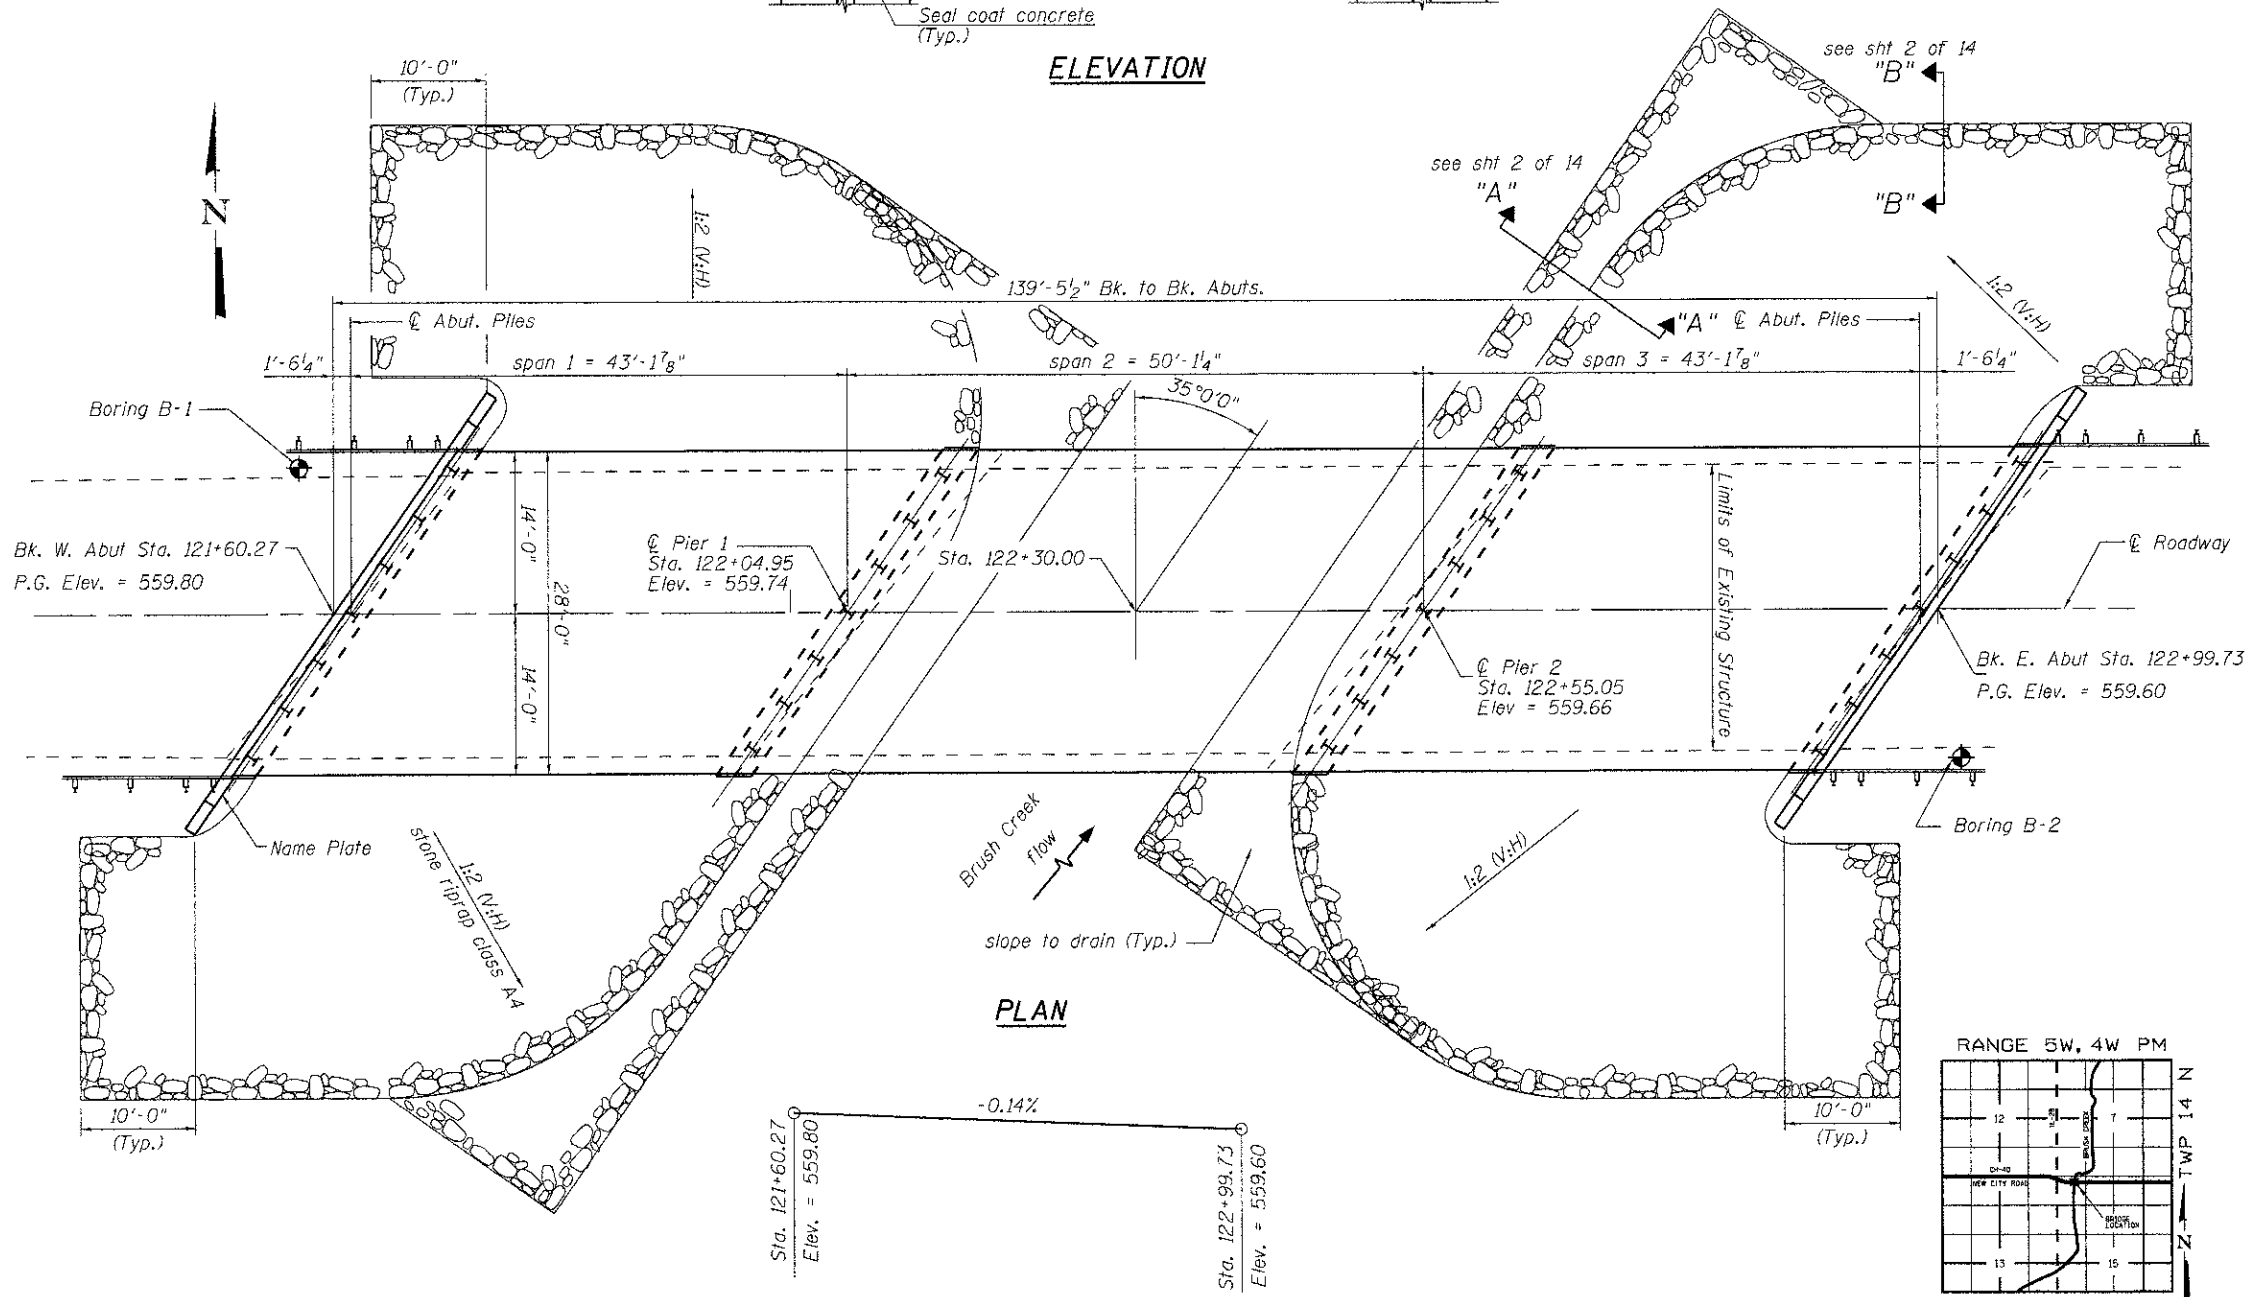 Seal coat concrete
(Typ.)
ELEVATION
10'-0"
(Typ.)
see sht 2 of 14
"B"
"B"
see sht 2 of 14
"A"
"A"
N
1:2 (V:H)
1:2 (V:H)
139'-5½" Bk. to Bk. Abuts.
℄ Abut. Piles
℄ Abut. Piles
1'-6¼"
span 1 = 43'-1⅞"
span 2 = 50'-1¼"
span 3 = 43'-1⅞"
1'-6¼"
35°0'0"
Boring B-1
14'-0"
28'-0"
14'-0"
Bk. W. Abut Sta. 121+60.27
P.G. Elev. = 559.80
℄ Pier 1
Sta. 122+04.95
Elev. = 559.74
Sta. 122+30.00
Limits of Existing Structure
℄ Roadway
℄ Pier 2
Sta. 122+55.05
Elev = 559.66
Bk. E. Abut Sta. 122+99.73
P.G. Elev. = 559.60
Name Plate
1:2 (V:H)
stone riprap class A4
Brush Creek
flow
1:2 (V:H)
Boring B-2
slope to drain (Typ.)
PLAN
10'-0"
(Typ.)
10'-0"
(Typ.)
-0.14%
Sta. 121+60.27
Elev. = 559.80
Sta. 122+99.73
Elev. = 559.60
RANGE 5W, 4W PM
TWP 14 N
12
7
BRUSH CREEK
CH-40
NEW CITY ROAD
BRIDGE
LOCATION
13
N